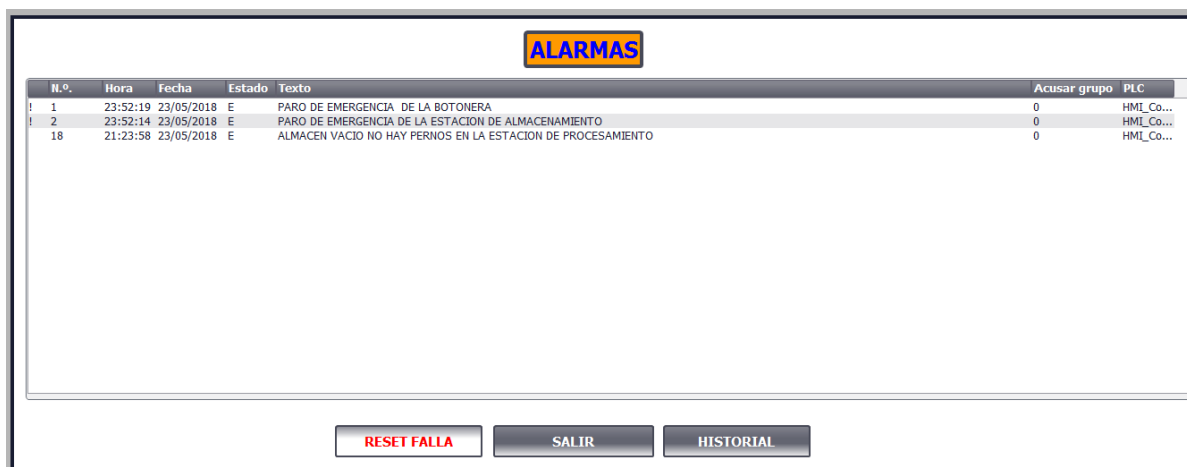 ALARMAS
N.º. Hora Fecha Estado Texto Acusar grupo PLC
! 1 23:52:19 23/05/2018 E PARO DE EMERGENCIA DE LA BOTONERA 0 HMI_Co...
! 2 23:52:14 23/05/2018 E PARO DE EMERGENCIA DE LA ESTACION DE ALMACENAMIENTO 0 HMI_Co...
18 21:23:58 23/05/2018 E ALMACEN VACIO NO HAY PERNOS EN LA ESTACION DE PROCESAMIENTO 0 HMI_Co...
RESET FALLA SALIR HISTORIAL